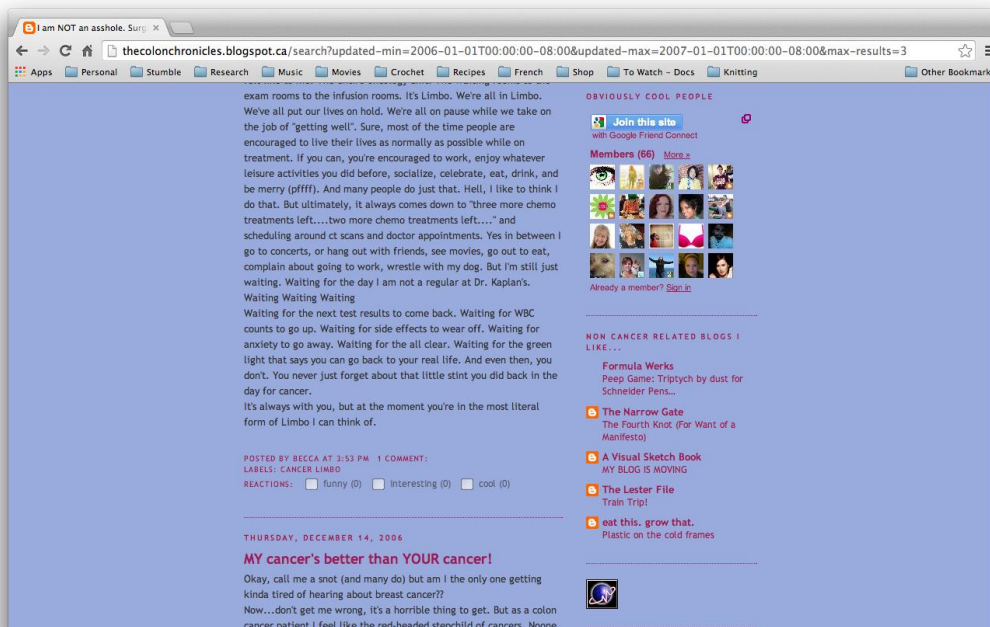 I am NOT an asshole. Surg
thecolonchronicles.blogspot.ca/search?updated-min=2006-01-01T00:00:00-08:00&updated-max=2007-01-01T00:00:00-08:00&max-results=3
Apps Personal Stumble Research Music Movies Crochet Recipes French Shop To Watch - Docs Knitting Other Bookmark
exam rooms to the infusion rooms. It's Limbo. We're all in Limbo.
We've all put our lives on hold. We're all on pause while we take on
the job of "getting well". Sure, most of the time people are
encouraged to live their lives as normally as possible while on
treatment. If you can, you're encouraged to work, enjoy whatever
leisure activities you did before, socialize, celebrate, eat, drink, and
be merry (pffff). And many people do just that. Hell, I like to think I
do that. But ultimately, it always comes down to "three more chemo
treatments left....two more chemo treatments left...." and
scheduling around ct scans and doctor appointments. Yes in between I
go to concerts, or hang out with friends, see movies, go out to eat,
complain about going to work, wrestle with my dog. But I'm still just
waiting. Waiting for the day I am not a regular at Dr. Kaplan's.
Waiting Waiting Waiting
Waiting for the next test results to come back. Waiting for WBC
counts to go up. Waiting for side effects to wear off. Waiting for
anxiety to go away. Waiting for the all clear. Waiting for the green
light that says you can go back to your real life. And even then, you
don't. You never just forget about that little stint you did back in the
day for cancer.
It's always with you, but at the moment you're in the most literal
form of Limbo I can think of.
POSTED BY BECCA AT 3:53 PM 1 COMMENT:
LABELS: CANCER LIMBO
REACTIONS: funny (0) interesting (0) cool (0)
THURSDAY, DECEMBER 14, 2006
MY cancer's better than YOUR cancer!
Okay, call me a snot (and many do) but am I the only one getting
kinda tired of hearing about breast cancer??
Now...don't get me wrong, it's a horrible thing to get. But as a colon
cancer patient I feel like the red-headed stepchild of cancers. Noone
OBVIOUSLY COOL PEOPLE
Join this site
with Google Friend Connect
Members (66) More »
Already a member? Sign in
NON CANCER RELATED BLOGS I
LIKE...
Formula Werks
Peep Game: Triptych by dust for
Schneider Pens...
The Narrow Gate
The Fourth Knot (For Want of a
Manifesto)
A Visual Sketch Book
MY BLOG IS MOVING
The Lester File
Train Trip!
eat this. grow that.
Plastic on the cold frames